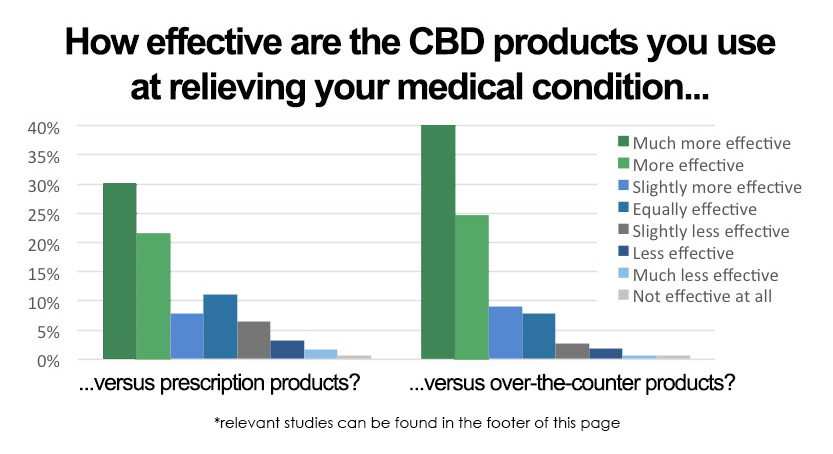 How effective are the CBD products you use
at relieving your medical condition...
40%
35%
30%
25%
20%
15%
10%
5%
0%
Much more effective
More effective
Slightly more effective
Equally effective
Slightly less effective
Less effective
Much less effective
Not effective at all
...versus prescription products?
...versus over-the-counter products?
*relevant studies can be found in the footer of this page